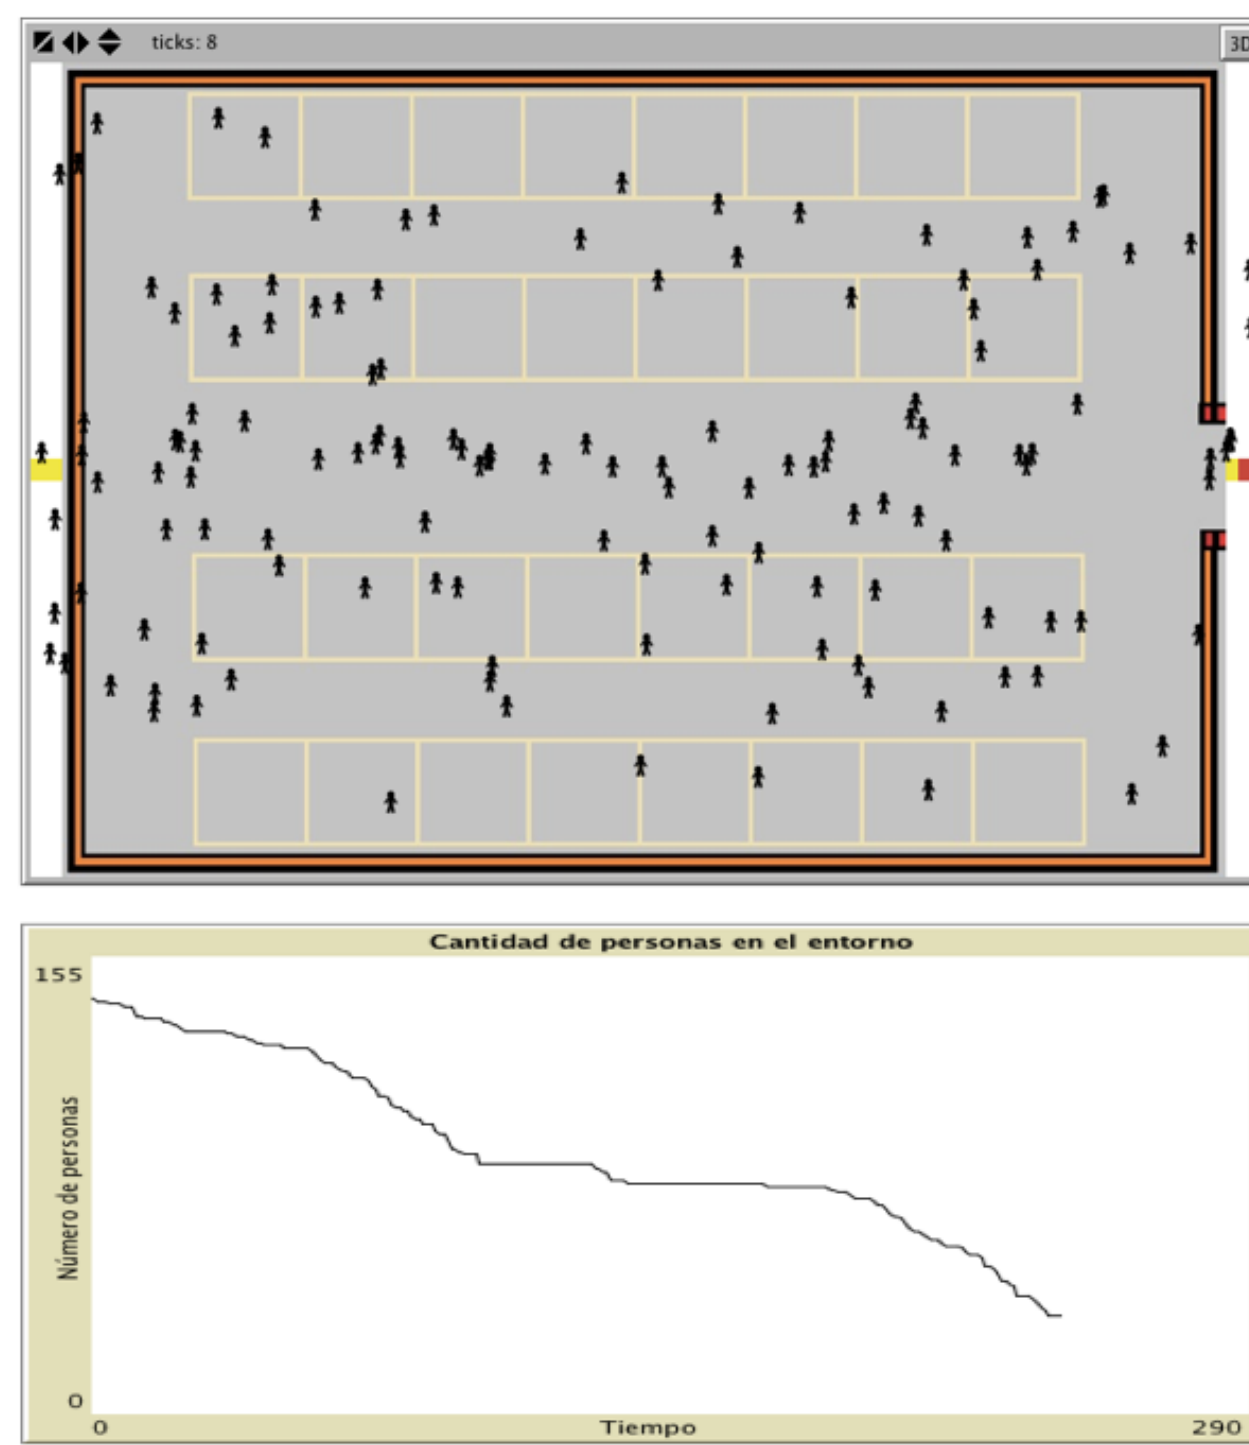 ticks: 8
3D
Cantidad de personas en el entorno
155
Número de personas
0
0
Tiempo
290